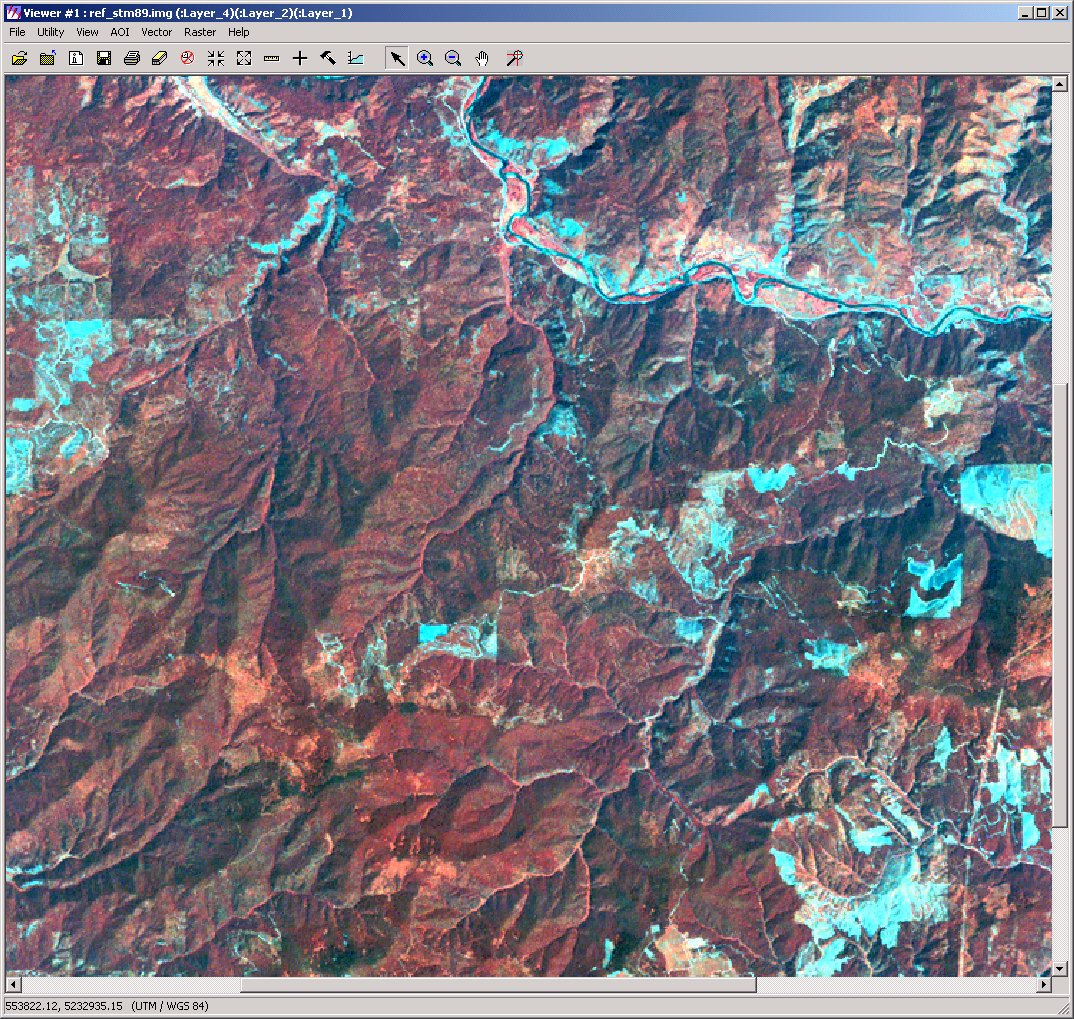 Viewer #1 : ref_stm89.img (:Layer_4)(:Layer_2)(:Layer_1)
File Utility View AOI Vector Raster Help
553822.12, 5232935.15 (UTM / WGS 84)